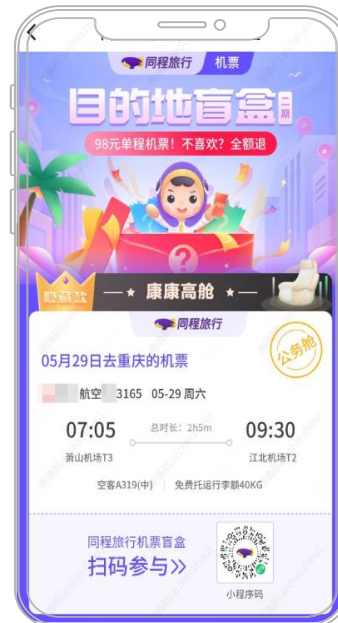 同程旅行 机票
目的地盲盒 日期
98元单程机票！不喜欢？全额退
?
康康高舱
同程旅行
05月29日去重庆的机票
公务舱
航空 3165 05-29 周六
07:05 总时长：2h5m 09:30
萧山机场T3 江北机场T2
空客A319(中) 免费托运行李额40KG
同程旅行机票盲盒
扫码参与>>
小程序码